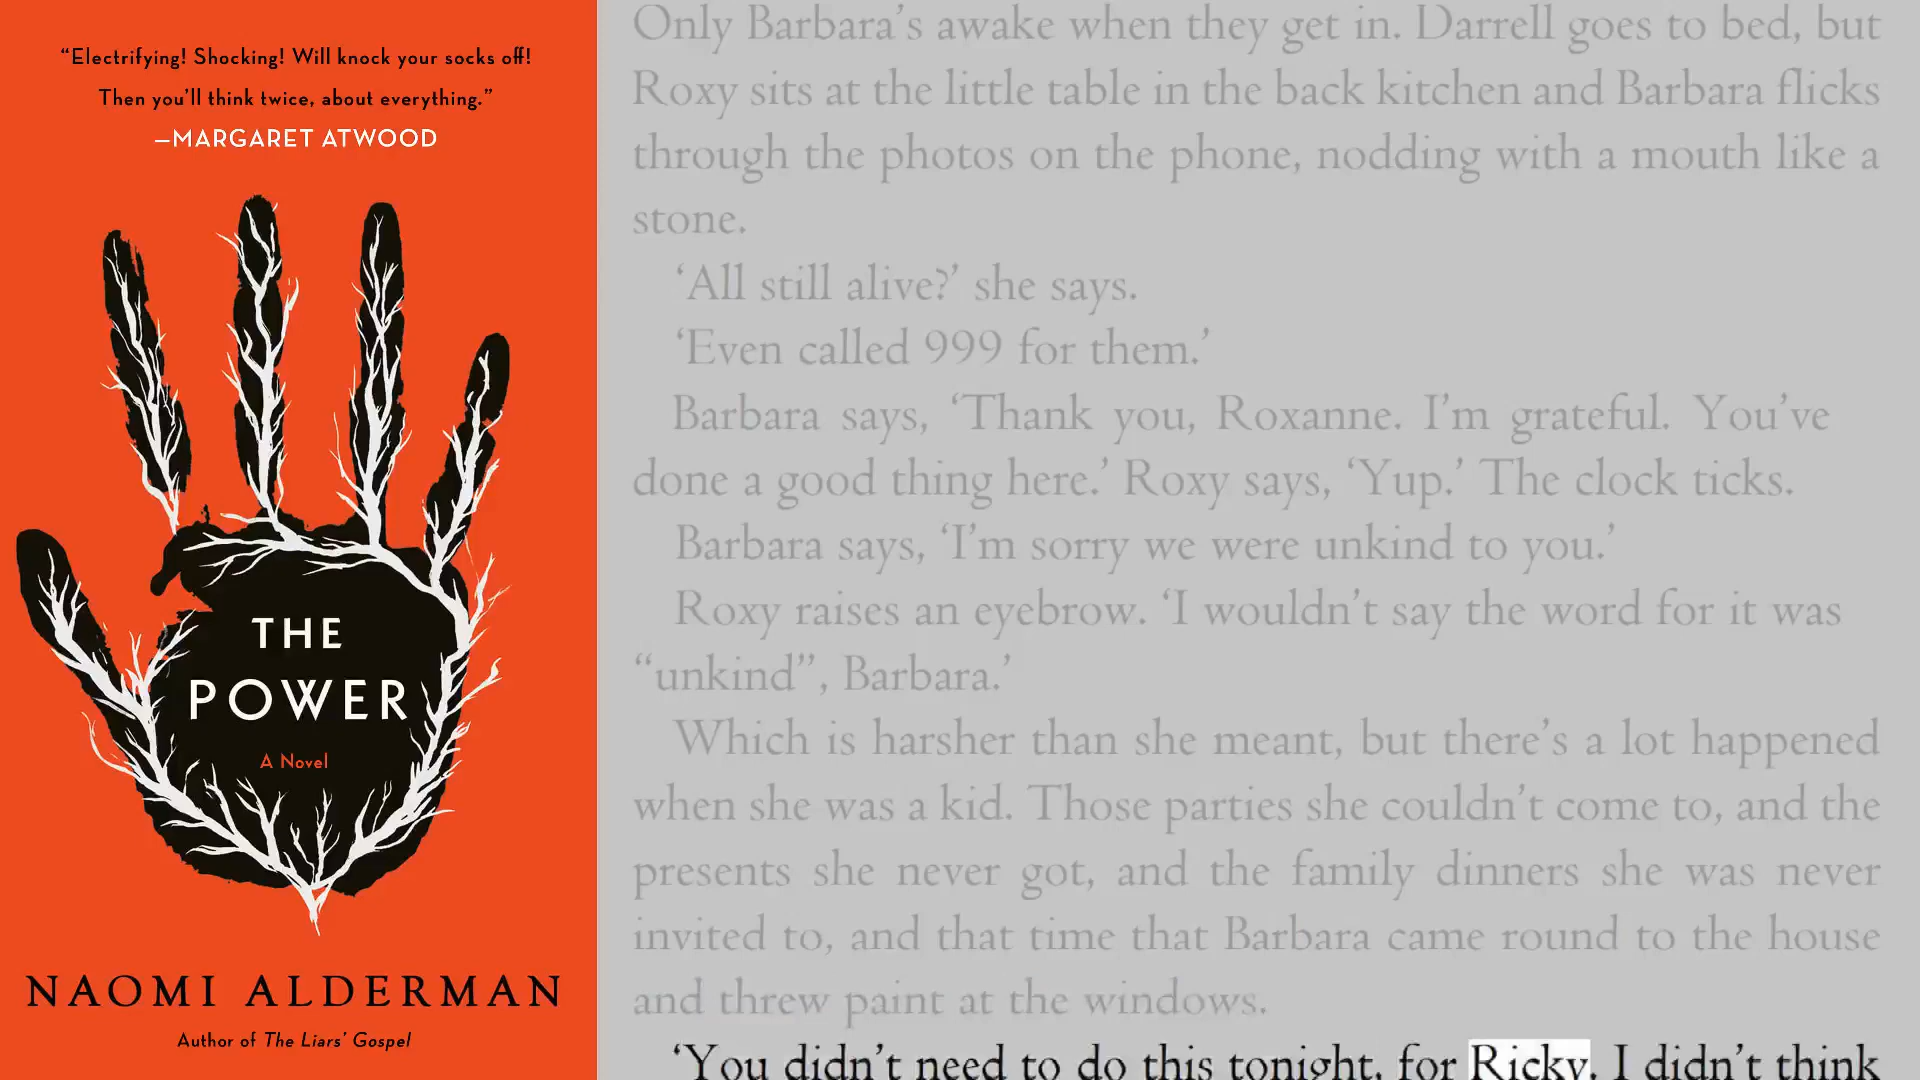 “Electrifying! Shocking! Will knock your socks off!
Then you’ll think twice, about everything.”
—MARGARET ATWOOD
THE
POWER
A Novel
NAOMI ALDERMAN
Author of The Liars’ Gospel
Only Barbara’s awake when they get in. Darrell goes to bed, but
Roxy sits at the little table in the back kitchen and Barbara flicks
through the photos on the phone, nodding with a mouth like a
stone.
‘All still alive?’ she says.
‘Even called 999 for them.’
Barbara says, ‘Thank you, Roxanne. I’m grateful. You’ve
done a good thing here.’ Roxy says, ‘Yup.’ The clock ticks.
Barbara says, ‘I’m sorry we were unkind to you.’
Roxy raises an eyebrow. ‘I wouldn’t say the word for it was
“unkind”, Barbara.’
Which is harsher than she meant, but there’s a lot happened
when she was a kid. Those parties she couldn’t come to, and the
presents she never got, and the family dinners she was never
invited to, and that time that Barbara came round to the house
and threw paint at the windows.
‘You didn’t need to do this tonight, for Ricky. I didn’t think